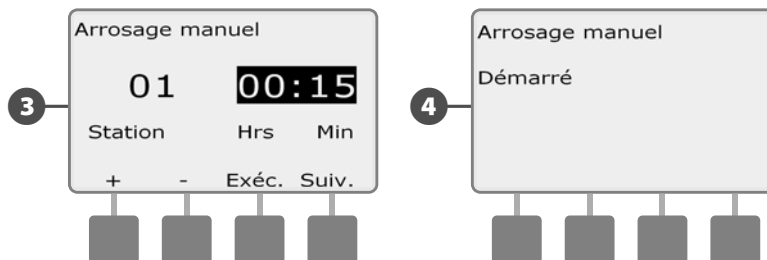 3
Arrosage manuel
01 00:15
Station Hrs Min
+ - Exéc. Suiv.
4
Arrosage manuel
Démarré